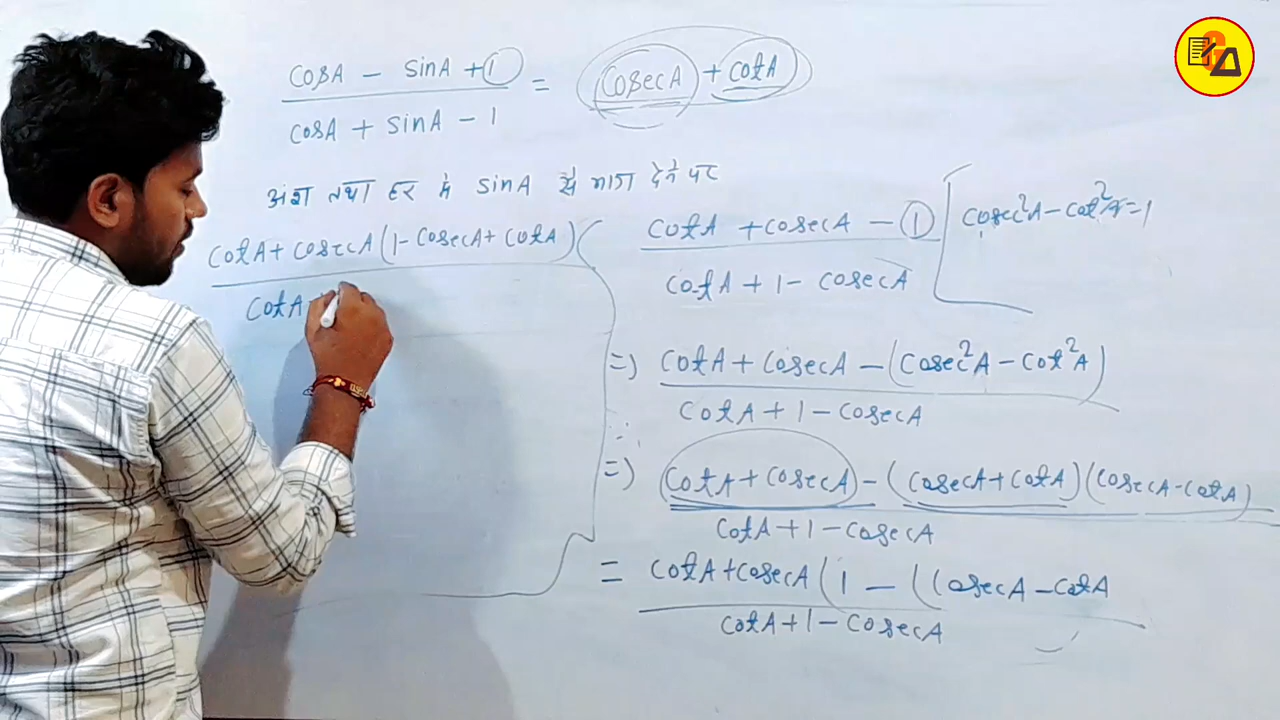 cosA - sinA + 1 = cosecA + cotA
cosA + sinA - 1
अंश तथा हर में sinA से भाग देने पर
cotA + cosecA - 1
cotA + 1 - cosecA
cosec²A - cot²A = 1
=) cotA + cosecA - (cosec²A - cot²A)
cotA + 1 - cosecA
=) cotA + cosecA - (cosecA + cotA)(cosecA - cotA)
cotA + 1 - cosecA
= cotA + cosecA (1 - ((osecA - cotA
cotA + 1 - cosecA
cotA + cosecA (1 - cosecA + cotA)
cotA